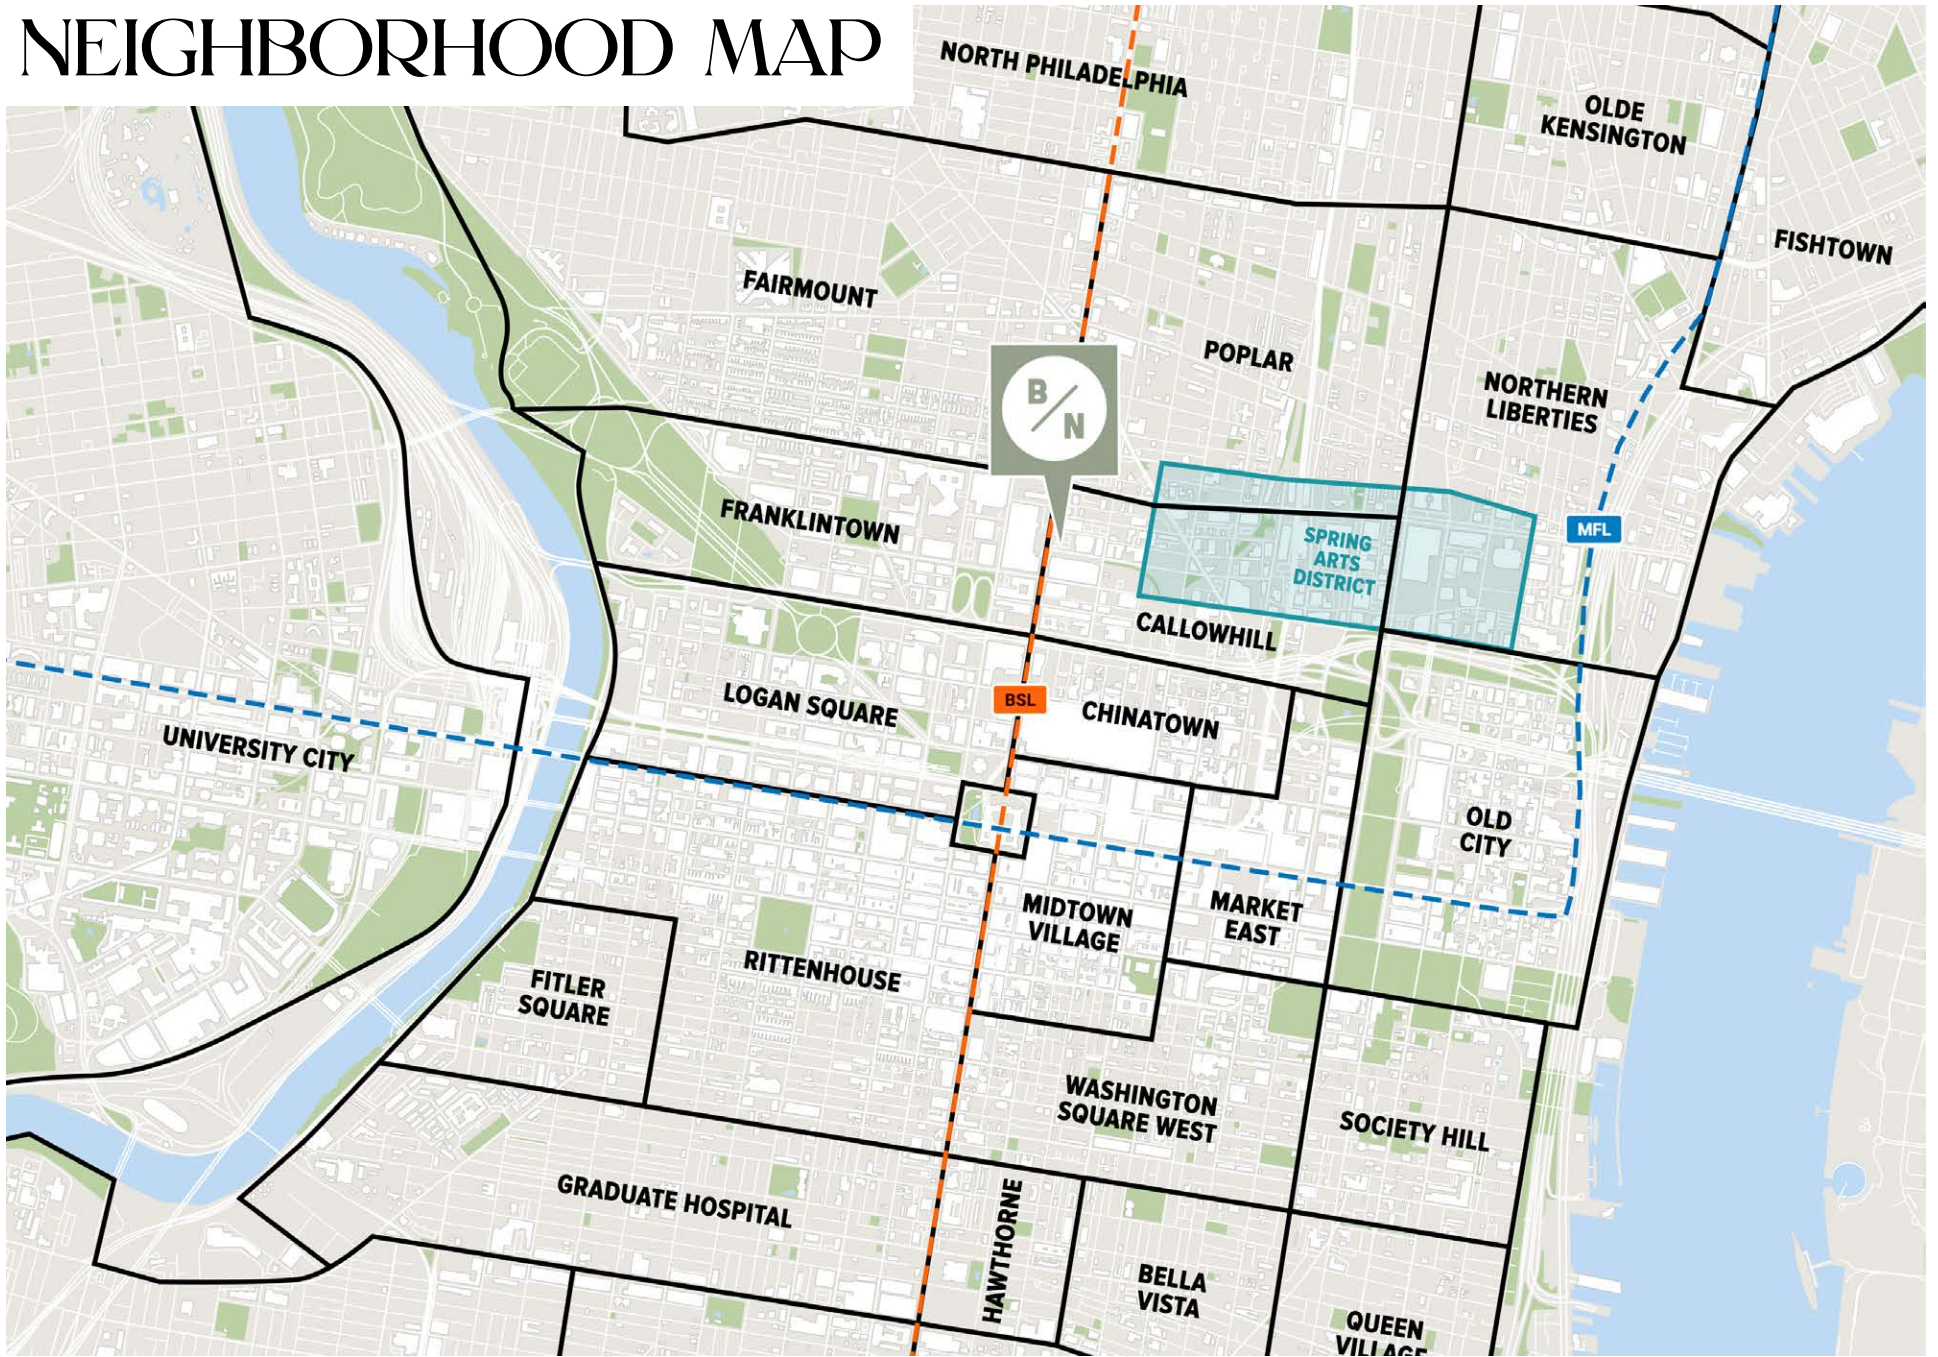 NEIGHBORHOOD MAP
NORTH PHILADELPHIA
OLDE
KENSINGTON
FISHTOWN
FAIRMOUNT
POPLAR
NORTHERN
LIBERTIES
B/N
FRANKLINTOWN
SPRING
ARTS
DISTRICT
MFL
CALLOWHILL
LOGAN SQUARE
BSL
CHINATOWN
UNIVERSITY CITY
OLD
CITY
MIDTOWN
VILLAGE
MARKET
EAST
RITTENHOUSE
FITLER
SQUARE
WASHINGTON
SQUARE WEST
SOCIETY HILL
GRADUATE HOSPITAL
HAWTHORNE
BELLA
VISTA
QUEEN
VILLAGE